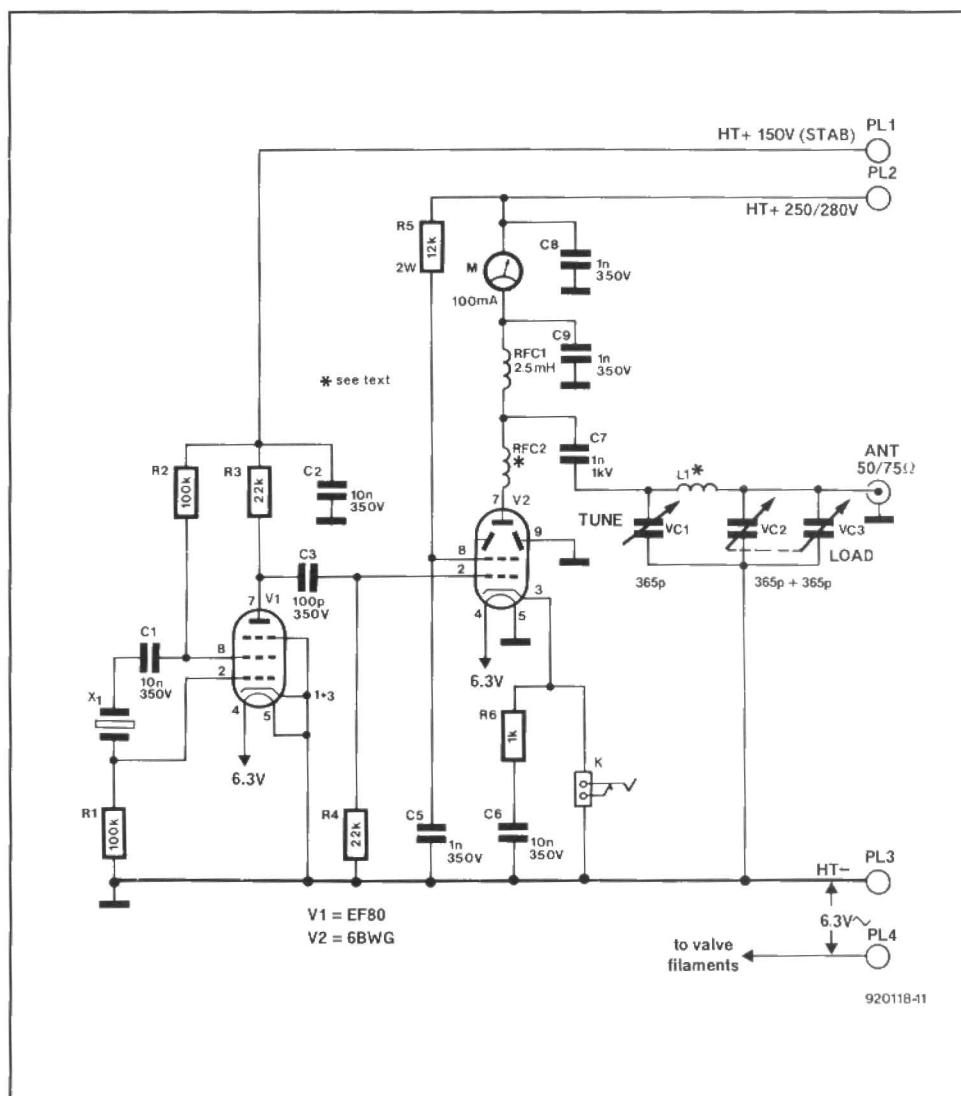 HT+ 150V (STAB)
PL1
PL2
HT+ 250/280V
R5
12k
2W
M
100mA
C8
1n
350V
C9
1n
350V
RFC1
2.5mH
* see text
RFC2
*
C7
1n
1kV
L1*
ANT
50/75Ω
R2
100k
R3
22k
C2
10n
350V
7
V2
9
TUNE
VC1
VC2
VC3
LOAD
365p
365p + 365p
C3
100p
350V
8
2
3
4
5
7
V1
C1
10n
350V
8
2
X1
1+3
4
5
6.3V
6.3V
R6
1k
K
R1
100k
R4
22k
C5
1n
350V
C6
10n
350V
HT−
PL3
V1 = EF80
V2 = 6BWG
6.3V~
PL4
to valve
filaments
920118-11